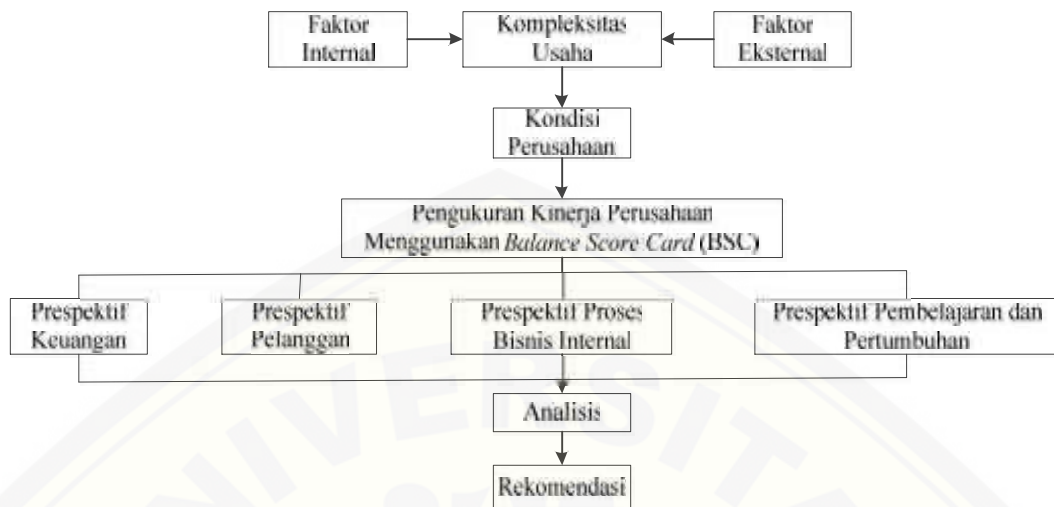 Faktor
Internal
Kompleksitas
Usaha
Faktor
Eksternal
Kondisi
Perusahaan
Pengukuran Kinerja Perusahaan
Menggunakan Balance Score Card (BSC)
Prespektif
Keuangan
Prespektif
Pelanggan
Prespektif Proses
Bisnis Internal
Prespektif Pembelajaran dan
Pertumbuhan
Analisis
Rekomendasi